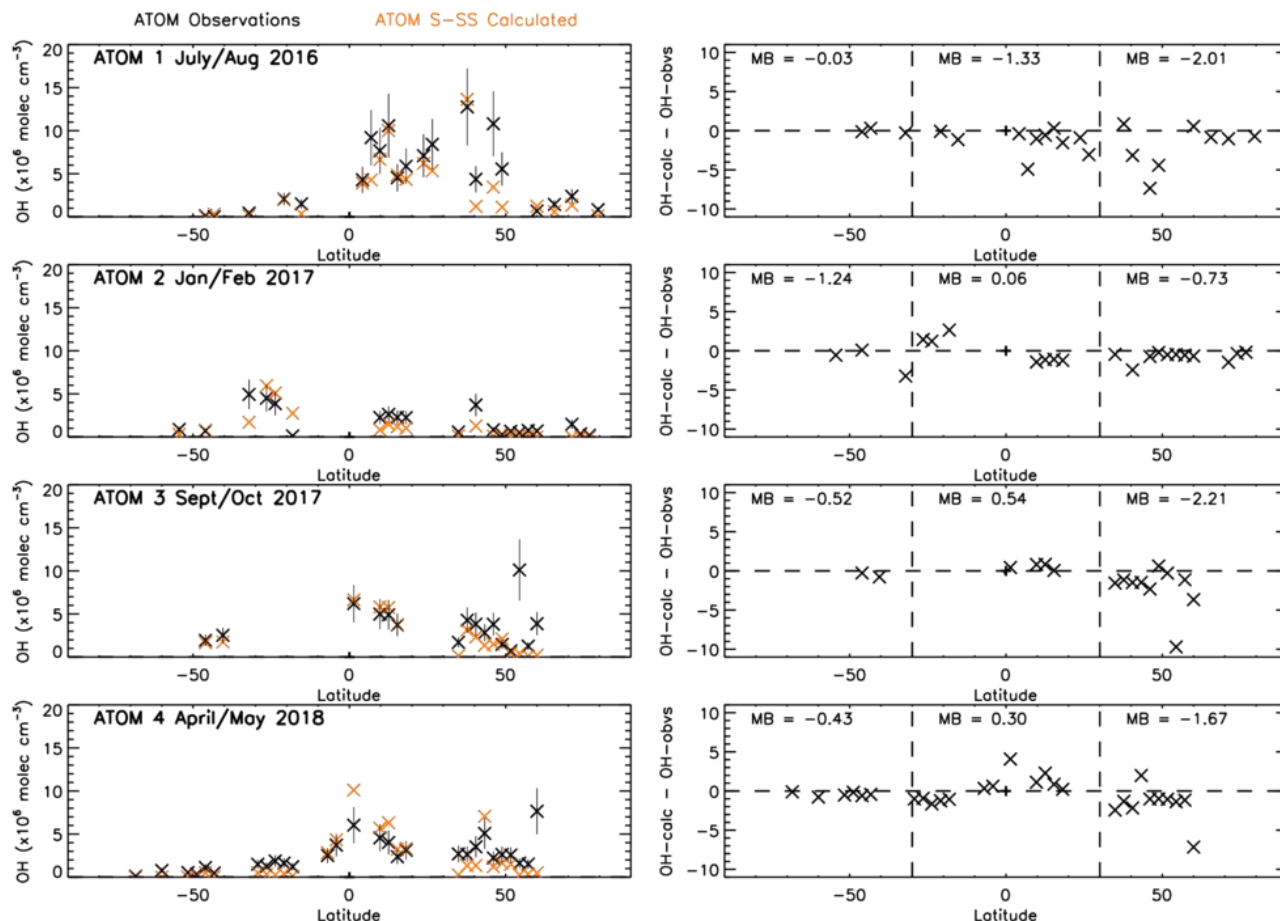 ATOM Observations ATOM S-SS Calculated
ATOM 1 July/Aug 2016
OH (x10⁶ molec cm⁻³)
20
15
10
5
0
−50 0 50
Latitude
MB = −0.03 MB = −1.33 MB = −2.01
OH-calc − OH-obvs
10
5
0
−5
−10
−50 0 50
Latitude
ATOM 2 Jan/Feb 2017
OH (x10⁶ molec cm⁻³)
20
15
10
5
0
−50 0 50
Latitude
MB = −1.24 MB = 0.06 MB = −0.73
OH-calc − OH-obvs
10
5
0
−5
−10
−50 0 50
Latitude
ATOM 3 Sept/Oct 2017
OH (x10⁶ molec cm⁻³)
20
15
10
5
0
−50 0 50
Latitude
MB = −0.52 MB = 0.54 MB = −2.21
OH-calc − OH-obvs
10
5
0
−5
−10
−50 0 50
Latitude
ATOM 4 April/May 2018
OH (x10⁶ molec cm⁻³)
20
15
10
5
0
−50 0 50
Latitude
MB = −0.43 MB = 0.30 MB = −1.67
OH-calc − OH-obvs
10
5
0
−5
−10
−50 0 50
Latitude